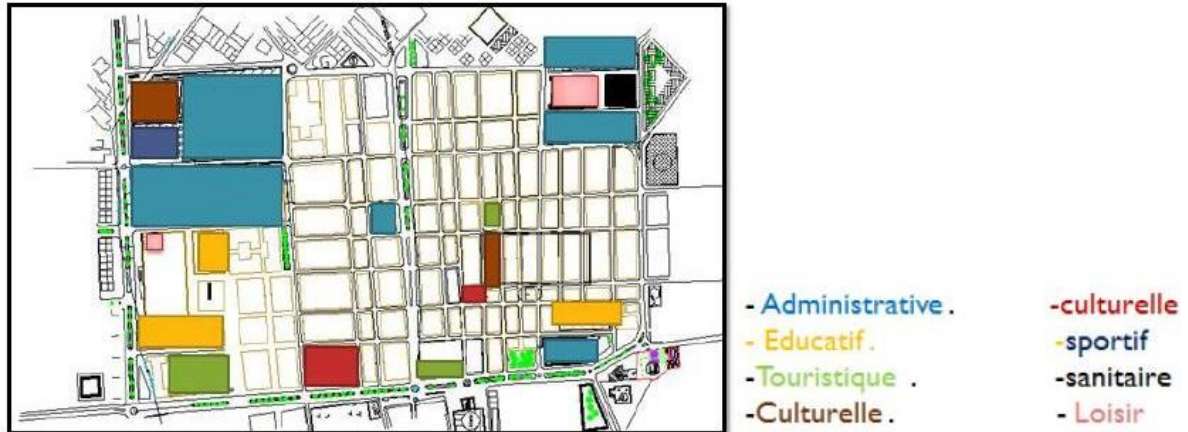 - Administrative .
- Educatif .
-Touristique .
-Culturelle .
-culturelle
-sportif
-sanitaire
- Loisir